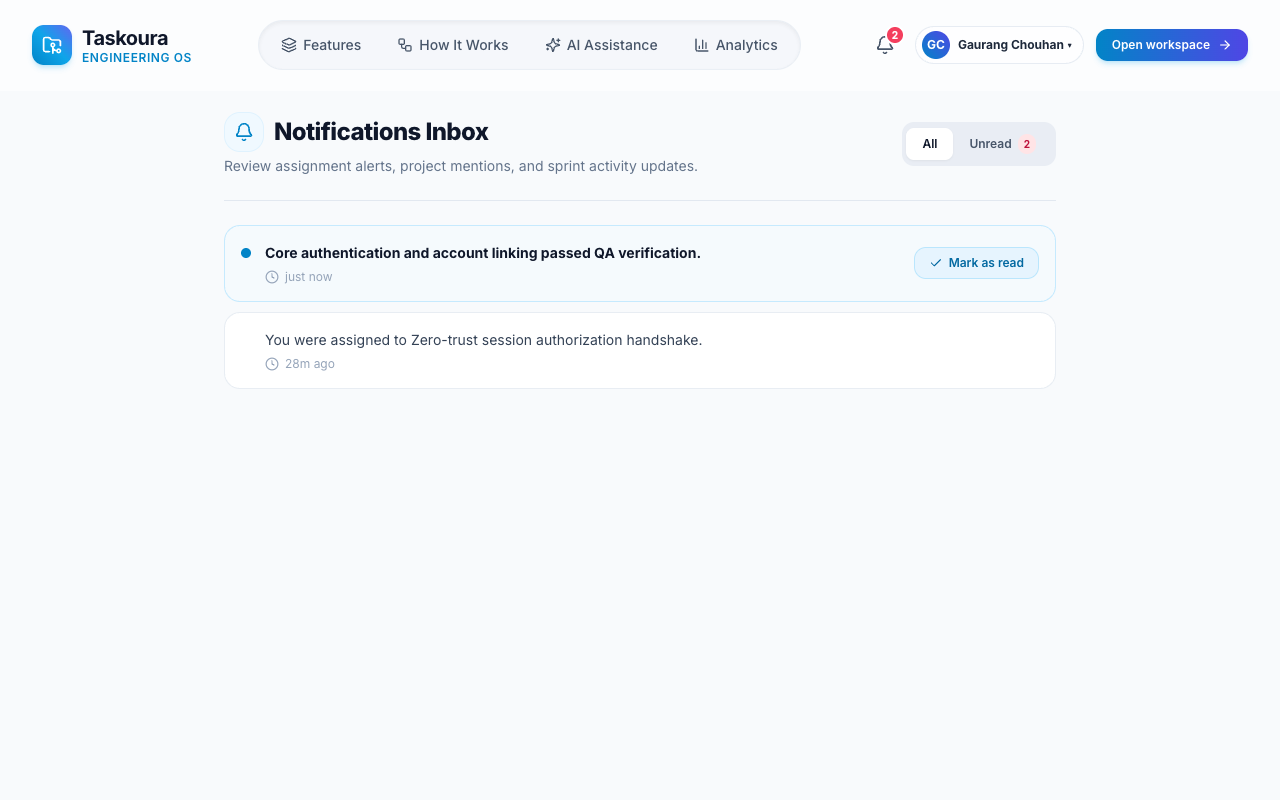 Taskoura
ENGINEERING OS
Features
How It Works
AI Assistance
Analytics
2
GC
Gaurang Chouhan
Open workspace
Notifications Inbox
Review assignment alerts, project mentions, and sprint activity updates.
All
Unread 2
Core authentication and account linking passed QA verification.
just now
Mark as read
You were assigned to Zero-trust session authorization handshake.
28m ago